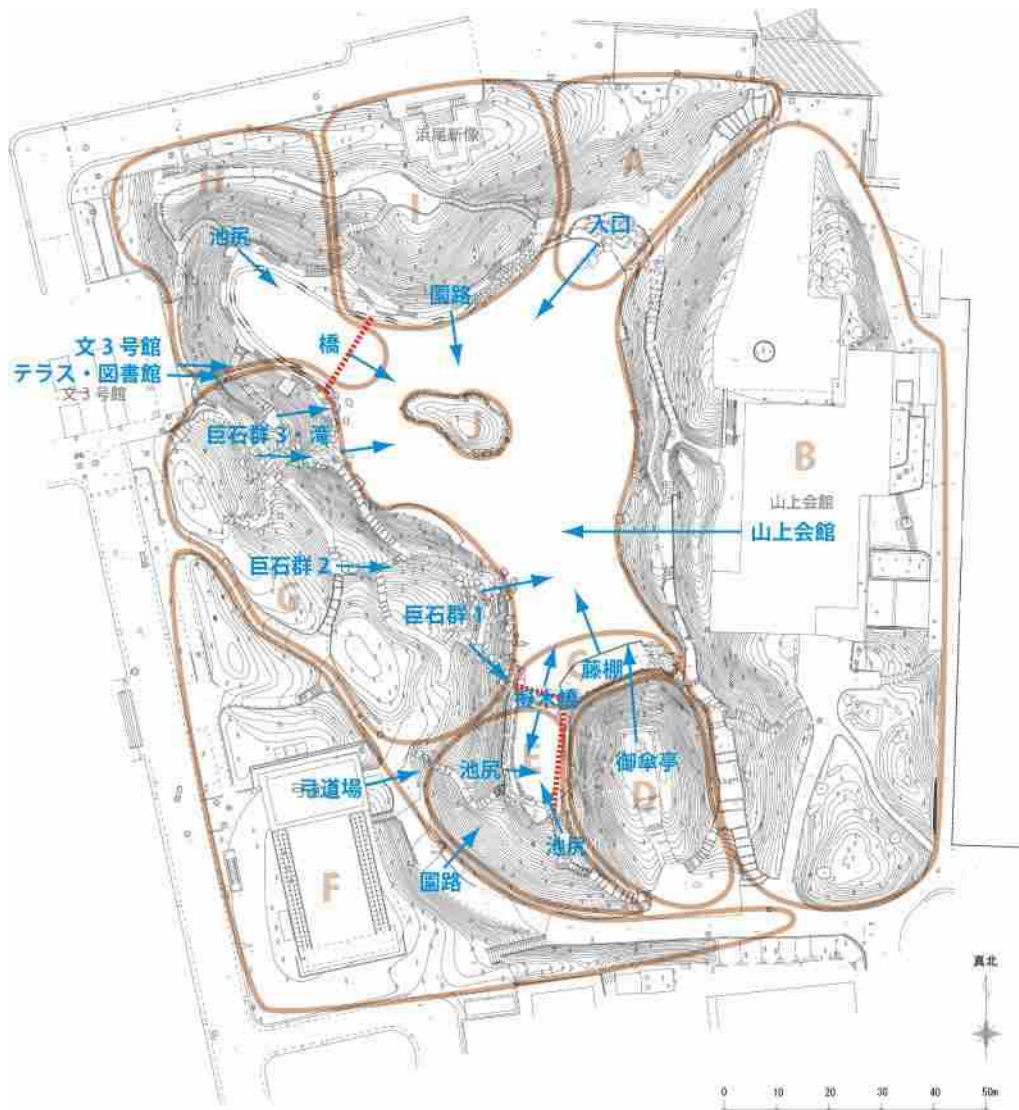 浜尾新像
A
H
I
入口
池尻
園路
橋
文3号館
テラス・図書館
文3号館
巨石群3・滝
J
B
山上会館
山上会館
巨石群2
G
巨石群1
C
藤棚
擬木橋
E
御傘亭
D
池尻
弓道場
池尻
園路
F
真北
0 10 20 30 40 50m